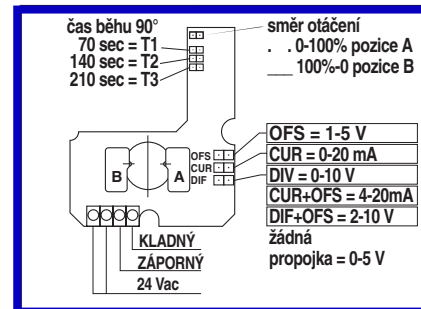 čas běhu 90°
70 sec = T1
140 sec = T2
210 sec = T3
směr otáčení
. . 0-100% pozice A
___ 100%-0 pozice B
OFS
CUR
DIF
B
A
OFS = 1-5 V
CUR = 0-20 mA
DIV = 0-10 V
CUR+OFS = 4-20mA
DIF+OFS = 2-10 V
žádná
propojka = 0-5 V
KLADNÝ
ZÁPORNÝ
24 Vac